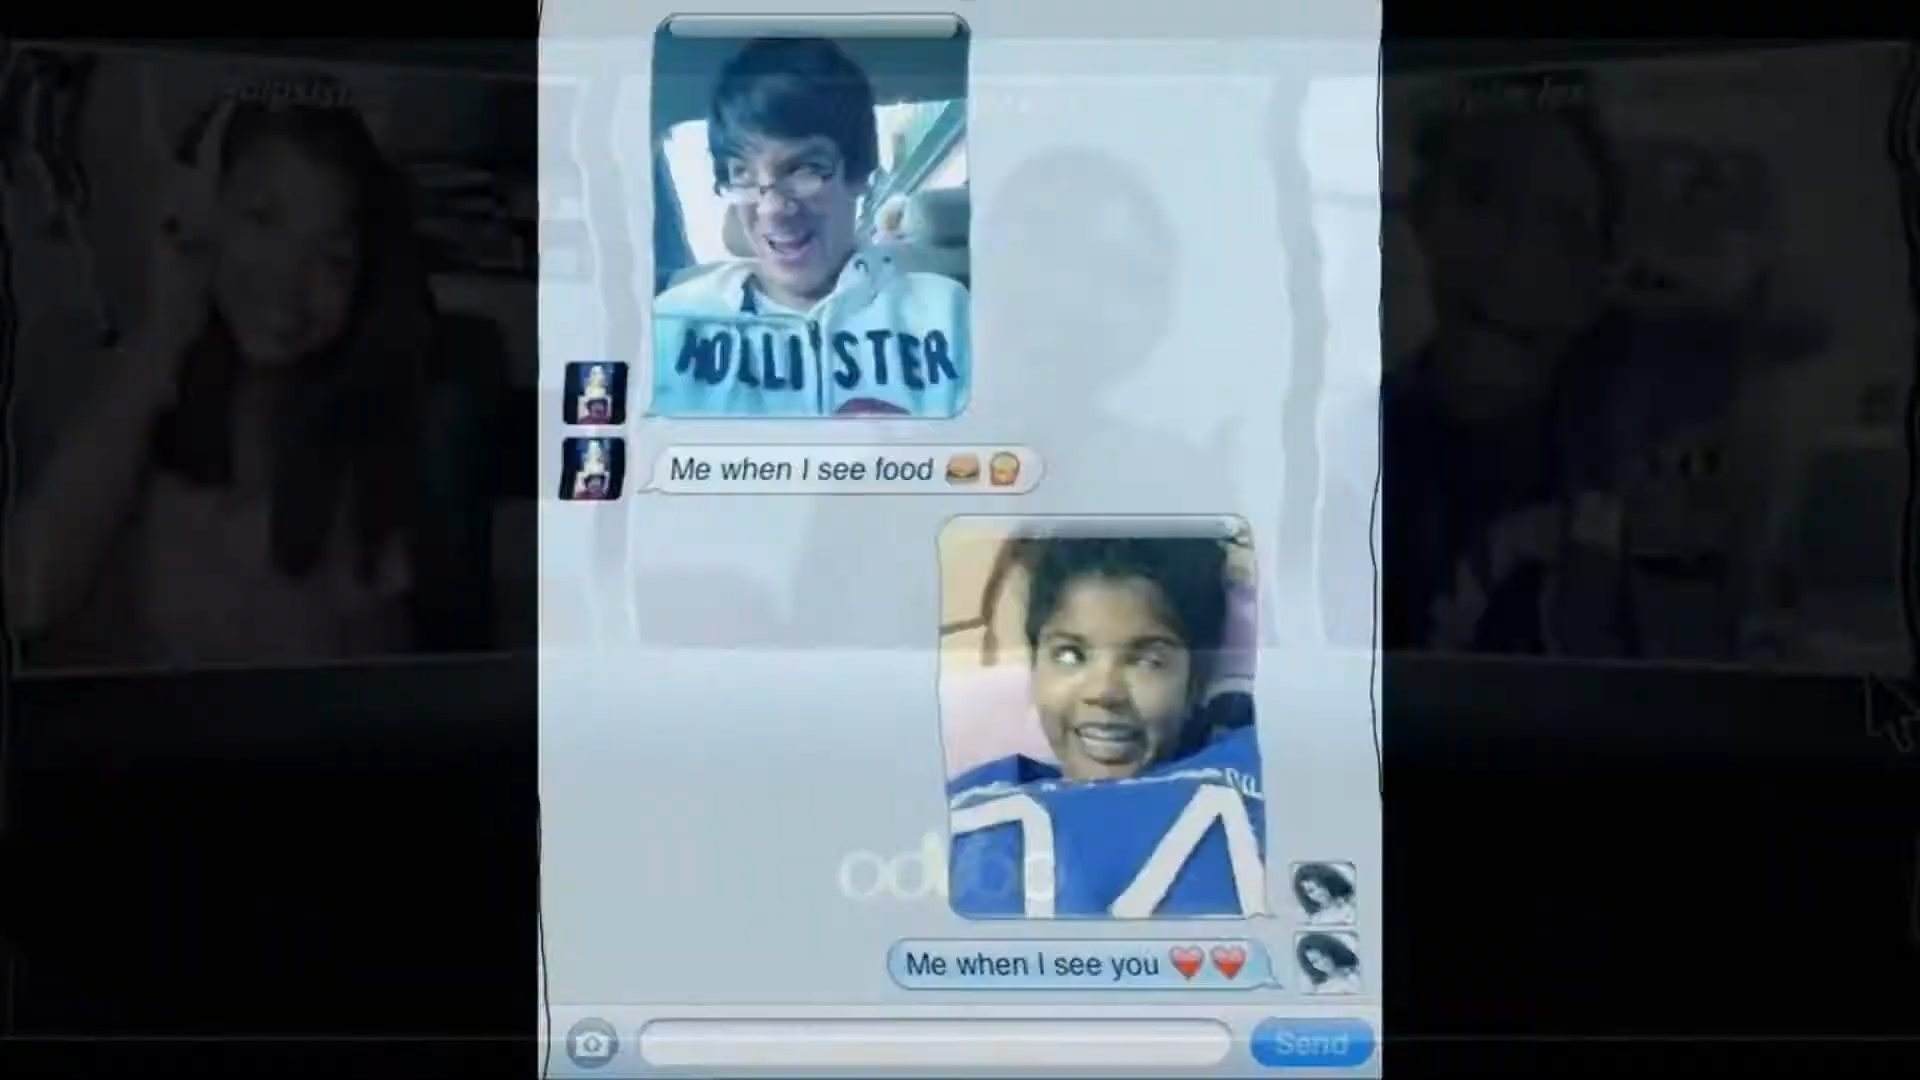 HOLLISTER
Me when I see food 🍔🍟
Me when I see you ❤️❤️
Send